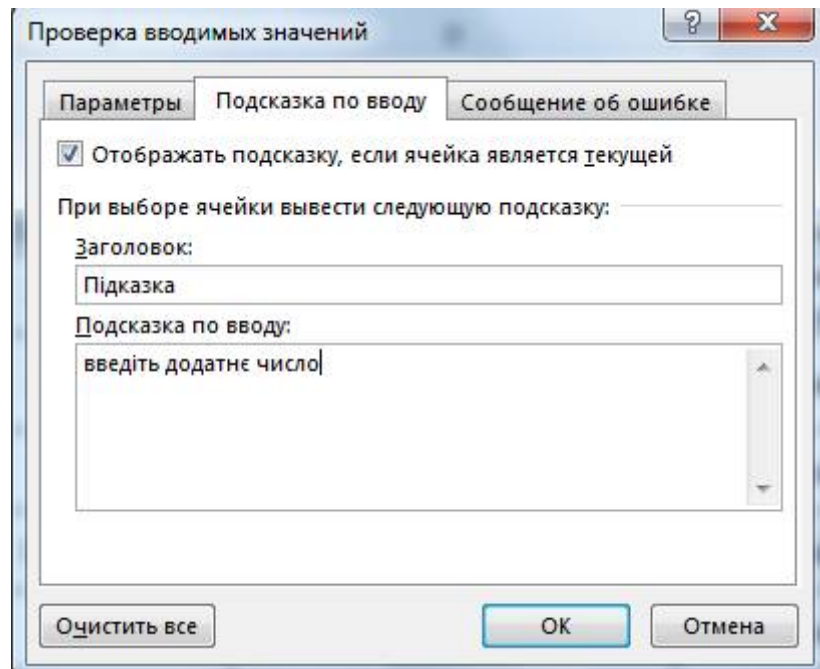 Проверка вводимых значений
Параметры Подсказка по вводу Сообщение об ошибке
Отображать подсказку, если ячейка является текущей
При выборе ячейки вывести следующую подсказку:
Заголовок:
Підказка
Подсказка по вводу:
введіть додатнє число
Очистить все ОК Отмена